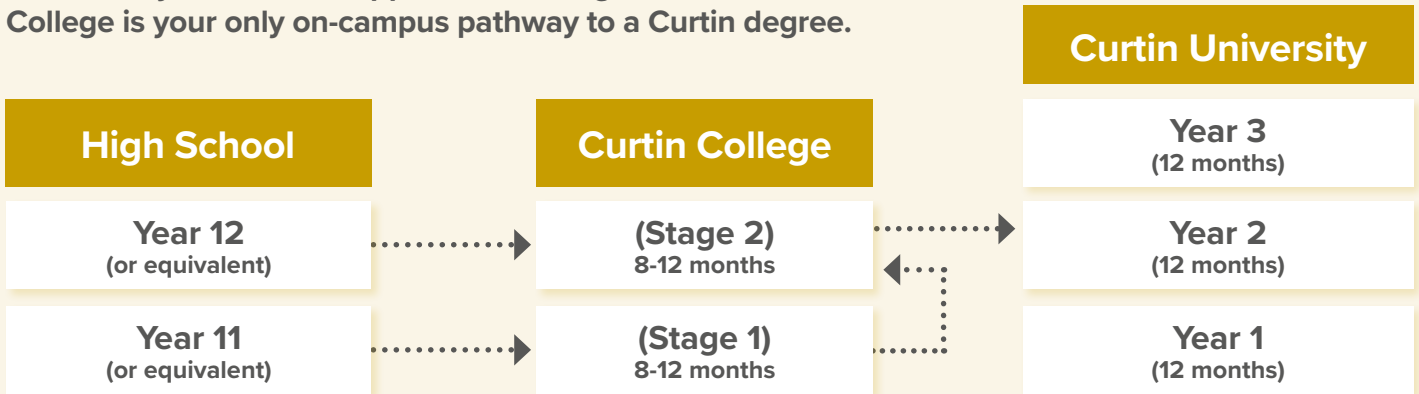 College is your only on-campus pathway to a Curtin degree.
Curtin University
High School
Curtin College
Year 3
(12 months)
Year 12
(or equivalent)
(Stage 2)
8-12 months
Year 2
(12 months)
Year 11
(or equivalent)
(Stage 1)
8-12 months
Year 1
(12 months)